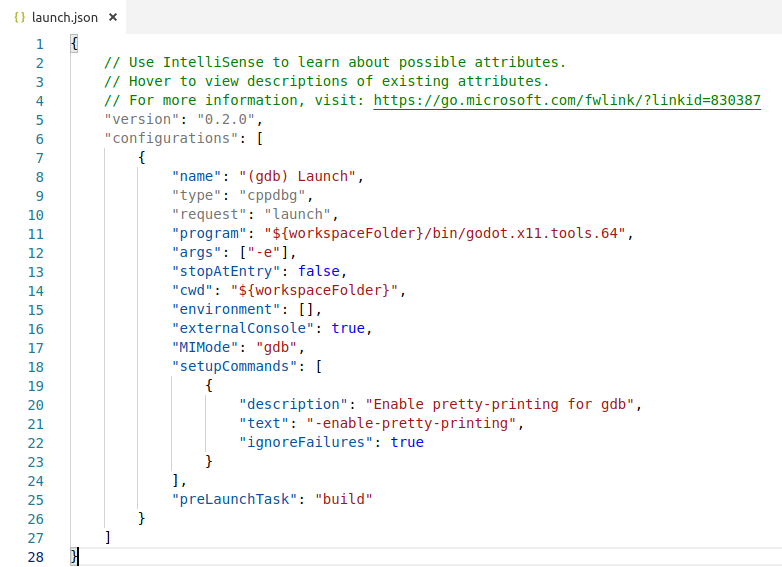 {} launch.json ×
1 {
2 // Use IntelliSense to learn about possible attributes.
3 // Hover to view descriptions of existing attributes.
4 // For more information, visit: https://go.microsoft.com/fwlink/?linkid=830387
5 "version": "0.2.0",
6 "configurations": [
7 {
8 "name": "(gdb) Launch",
9 "type": "cppdbg",
10 "request": "launch",
11 "program": "${workspaceFolder}/bin/godot.x11.tools.64",
12 "args": ["-e"],
13 "stopAtEntry": false,
14 "cwd": "${workspaceFolder}",
15 "environment": [],
16 "externalConsole": true,
17 "MIMode": "gdb",
18 "setupCommands": [
19 {
20 "description": "Enable pretty-printing for gdb",
21 "text": "-enable-pretty-printing",
22 "ignoreFailures": true
23 }
24 ],
25 "preLaunchTask": "build"
26 }
27 ]
28 }